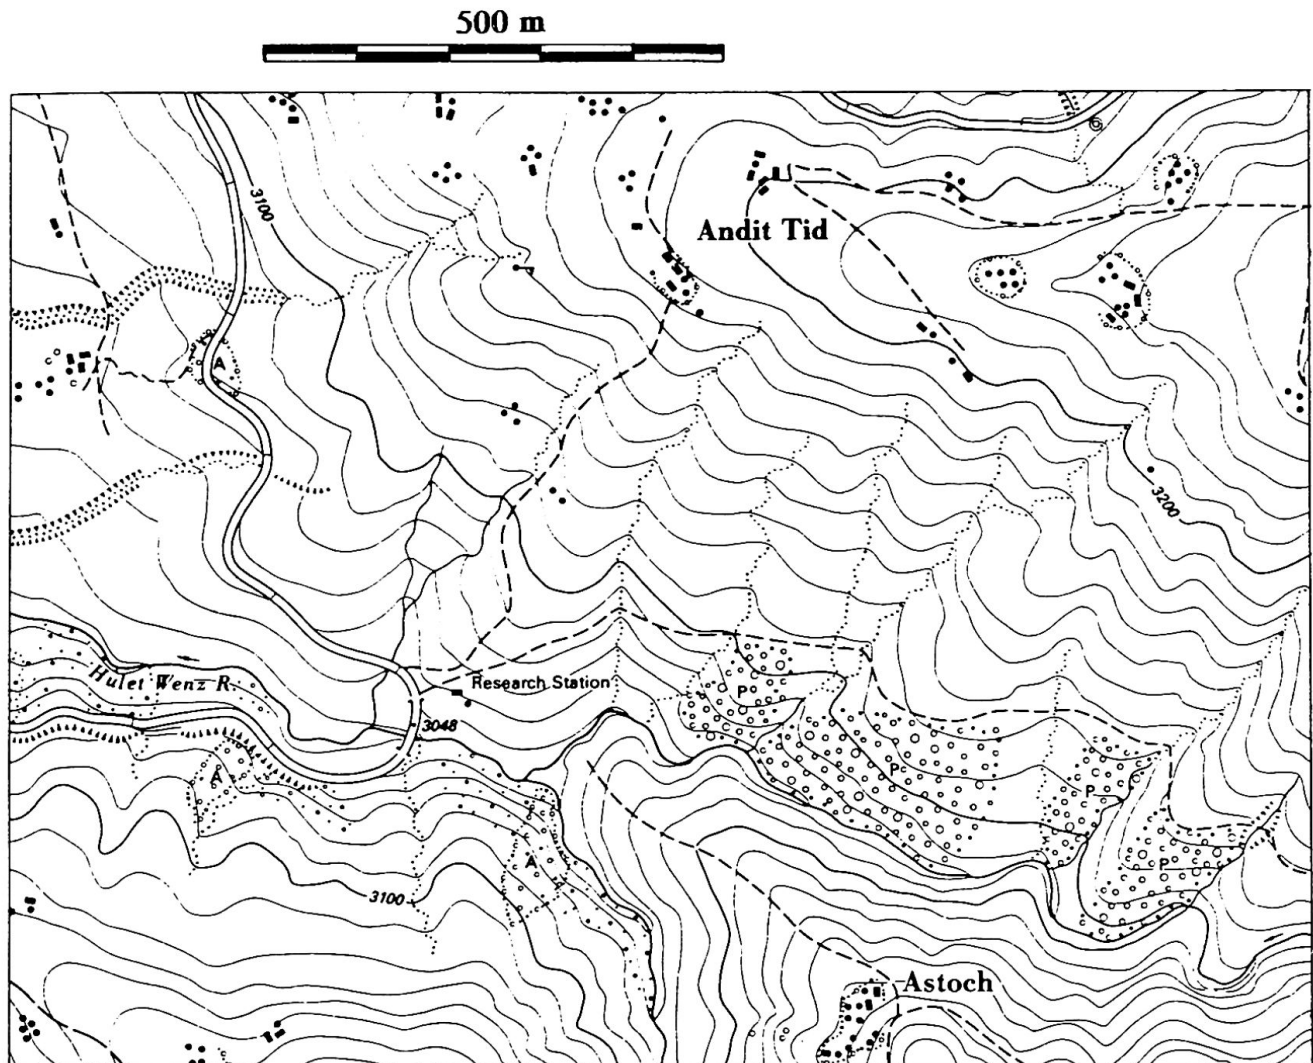 500 m
3100
Andit Tid
A
3200
Hulet Wenz R.
Research Station
P
3048
P
A
P
A
P
3100
Astoch